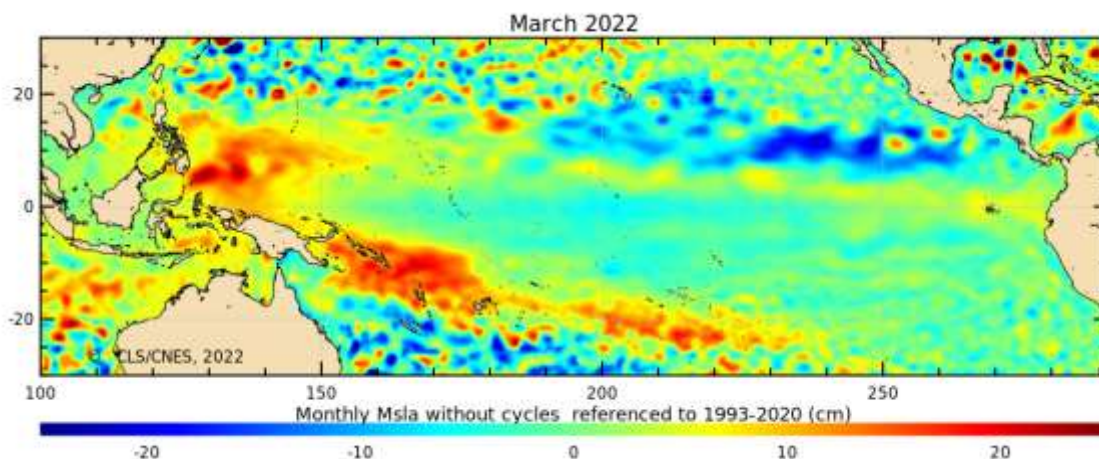 March 2022
20
0
-20
© CLS/CNES, 2022
100 150 200 250
Monthly Msla without cycles referenced to 1993-2020 (cm)
-20 -10 0 10 20